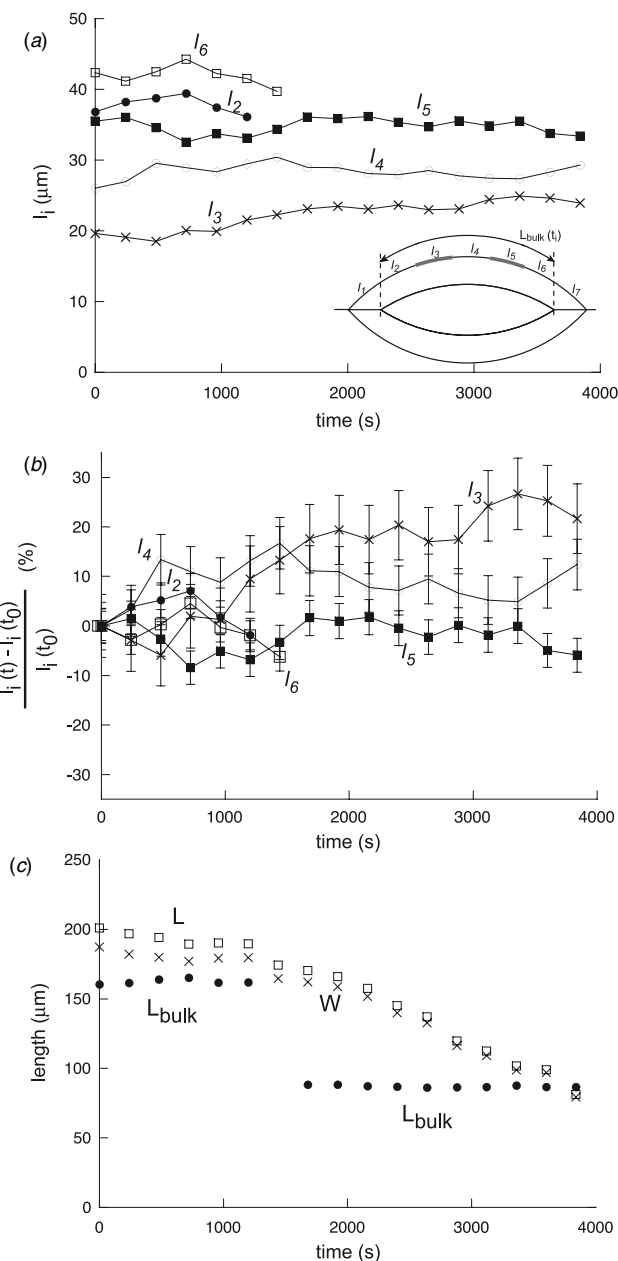 (a)
l6
l2
l5
l4
l3
50
40
30
20
10
0
li (μm)
Lbulk (ti)
l1 l2 l3 l4 l5 l6 l7
0 1000 2000 3000 4000
time (s)
(b)
30
20
10
0
-10
-20
-30
li (t) – li (t0)
li (t0)
(%)
l4
l2
l3
l5
l6
0 1000 2000 3000 4000
time (s)
(c)
250
200
150
100
50
0
length (μm)
L
W
Lbulk
Lbulk
0 1000 2000 3000 4000
time (s)